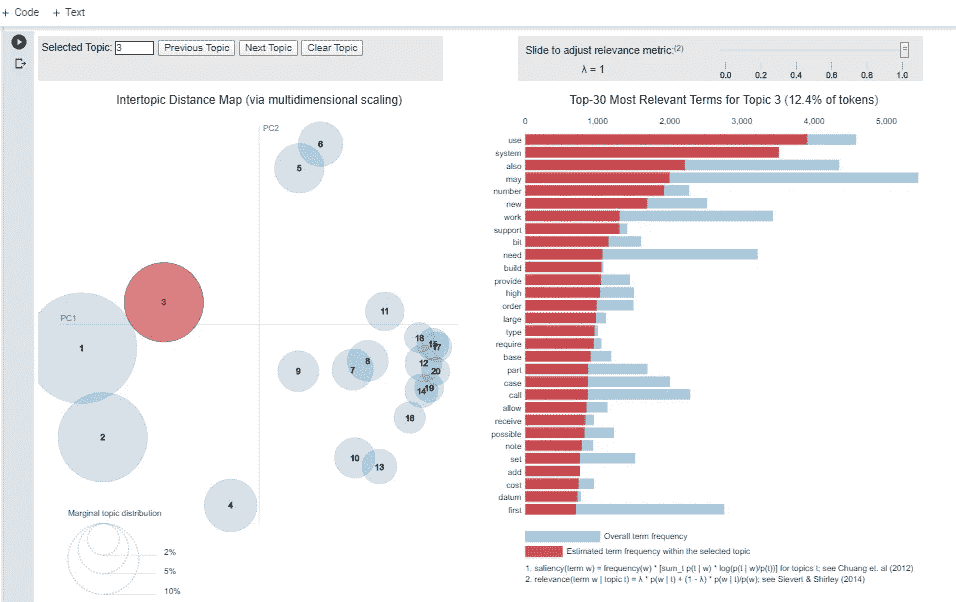 + Code + Text
Selected Topic: 3 Previous Topic Next Topic Clear Topic
Slide to adjust relevance metric:(2)
λ = 1
0.0 0.2 0.4 0.6 0.8 1.0
Intertopic Distance Map (via multidimensional scaling)
PC2
PC1
6
5
3
11
1
18
15
17
8
12
9
7
20
19
14
16
2
10
13
4
Marginal topic distribution
2%
5%
10%
Top-30 Most Relevant Terms for Topic 3 (12.4% of tokens)
0 1,000 2,000 3,000 4,000 5,000
use
system
also
may
number
new
work
support
bit
need
build
provide
high
order
large
type
require
base
part
case
call
allow
receive
possible
note
set
add
cost
datum
first
Overall term frequency
Estimated term frequency within the selected topic
1. saliency(term w) = frequency(w) * [sum_t p(t | w) * log(p(t | w)/p(t))] for topics t; see Chuang et. al (2012)
2. relevance(term w | topic t) = λ * p(w | t) + (1 - λ) * p(w | t)/p(w); see Sievert & Shirley (2014)